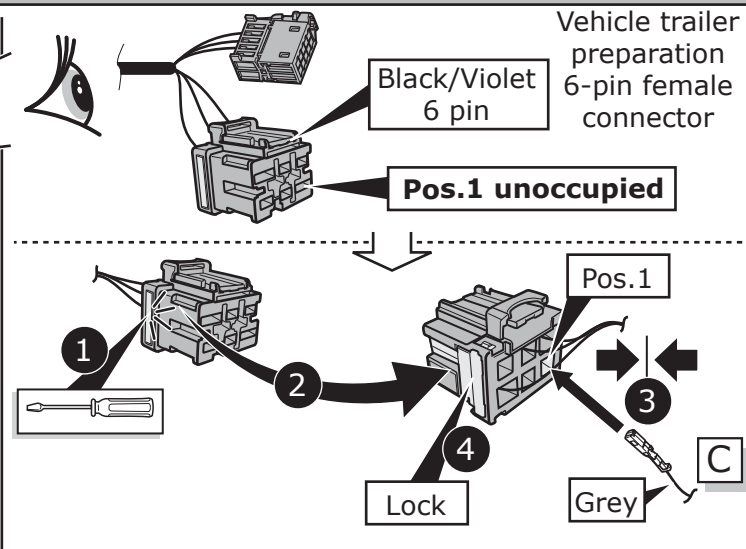 Vehicle trailer
preparation
6-pin female
connector
Black/Violet
6 pin
Pos.1 unoccupied
1
2
Pos.1
3
4
Lock
Grey
C